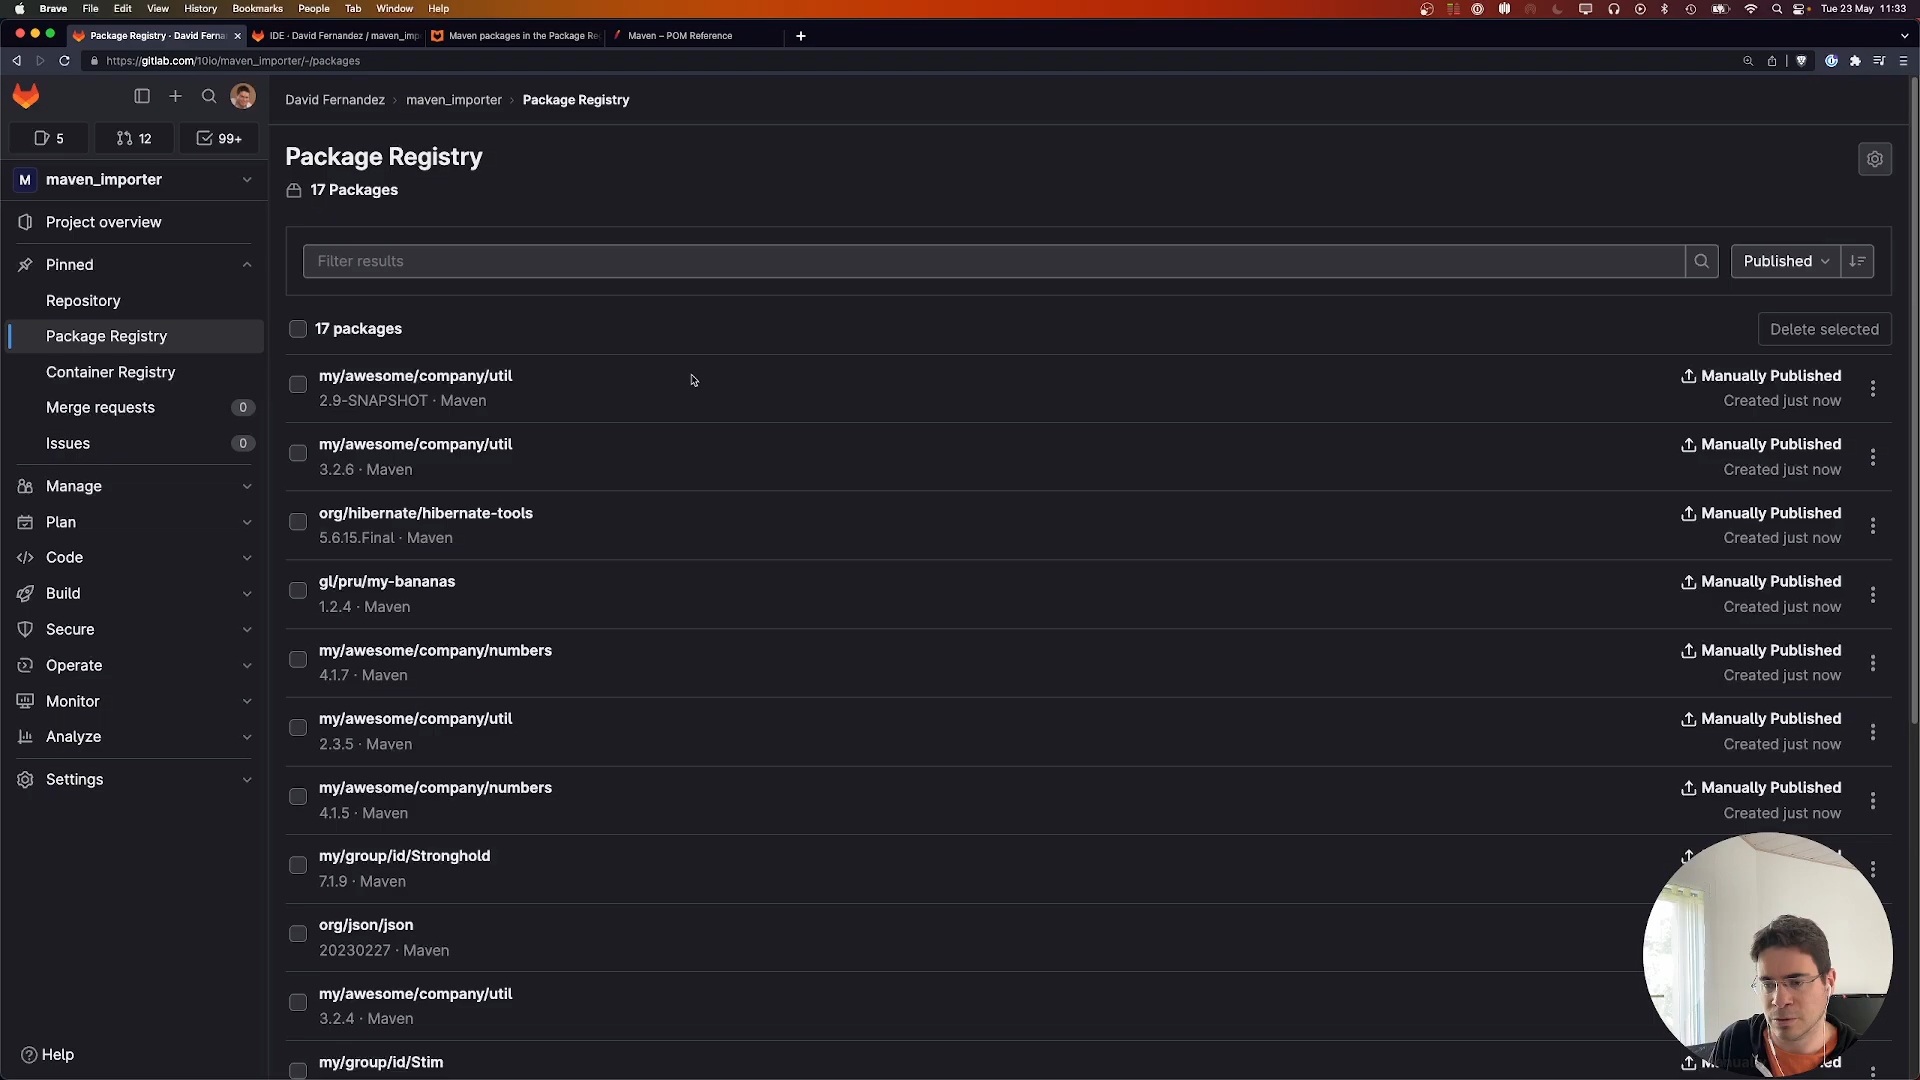 Brave File Edit View History Bookmarks People Tab Window Help
Tue 23 May 11:33
Package Registry · David Ferna
IDE · David Fernandez / maven_imp
Maven packages in the Package Re
Maven – POM Reference
https://gitlab.com/10io/maven_importer/-/packages
5
12
99+
M maven_importer
Project overview
Pinned
Repository
Package Registry
Container Registry
Merge requests 0
Issues 0
Manage
Plan
Code
Build
Secure
Operate
Monitor
Analyze
Settings
Help
David Fernandez › maven_importer › Package Registry
Package Registry
17 Packages
Filter results
Published
17 packages
Delete selected
my/awesome/company/util
2.9-SNAPSHOT · Maven
Manually Published
Created just now
my/awesome/company/util
3.2.6 · Maven
Manually Published
Created just now
org/hibernate/hibernate-tools
5.6.15.Final · Maven
Manually Published
Created just now
gl/pru/my-bananas
1.2.4 · Maven
Manually Published
Created just now
my/awesome/company/numbers
4.1.7 · Maven
Manually Published
Created just now
my/awesome/company/util
2.3.5 · Maven
Manually Published
Created just now
my/awesome/company/numbers
4.1.5 · Maven
Manually Published
Created just now
my/group/id/Stronghold
7.1.9 · Maven
org/json/json
20230227 · Maven
my/awesome/company/util
3.2.4 · Maven
my/group/id/Stim